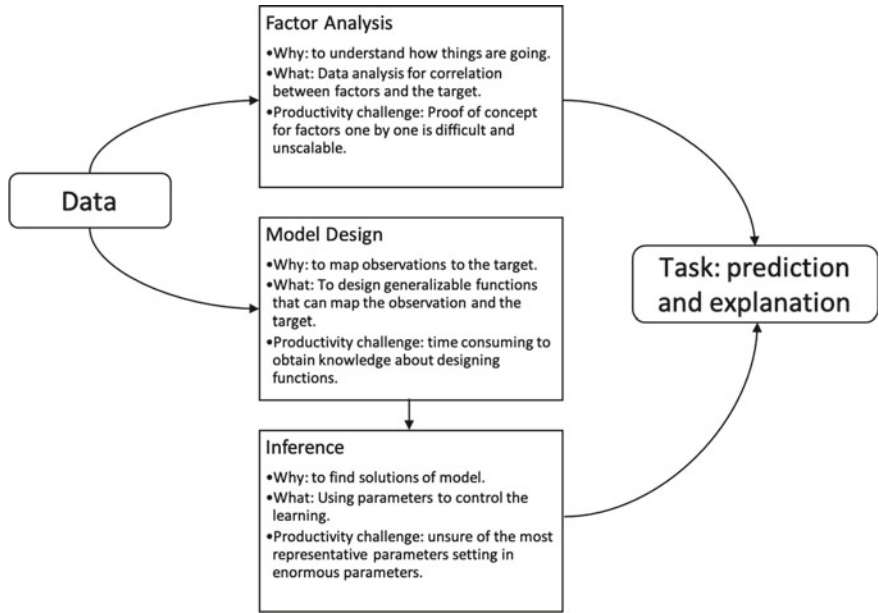 Factor Analysis
•Why: to understand how things are going.
•What: Data analysis for correlation
between factors and the target.
•Productivity challenge: Proof of concept
for factors one by one is difficult and
unscalable.
Data
Model Design
•Why: to map observations to the target.
•What: To design generalizable functions
that can map the observation and the
target.
•Productivity challenge: time consuming to
obtain knowledge about designing
functions.
Task: prediction
and explanation
Inference
•Why: to find solutions of model.
•What: Using parameters to control the
learning.
•Productivity challenge: unsure of the most
representative parameters setting in
enormous parameters.